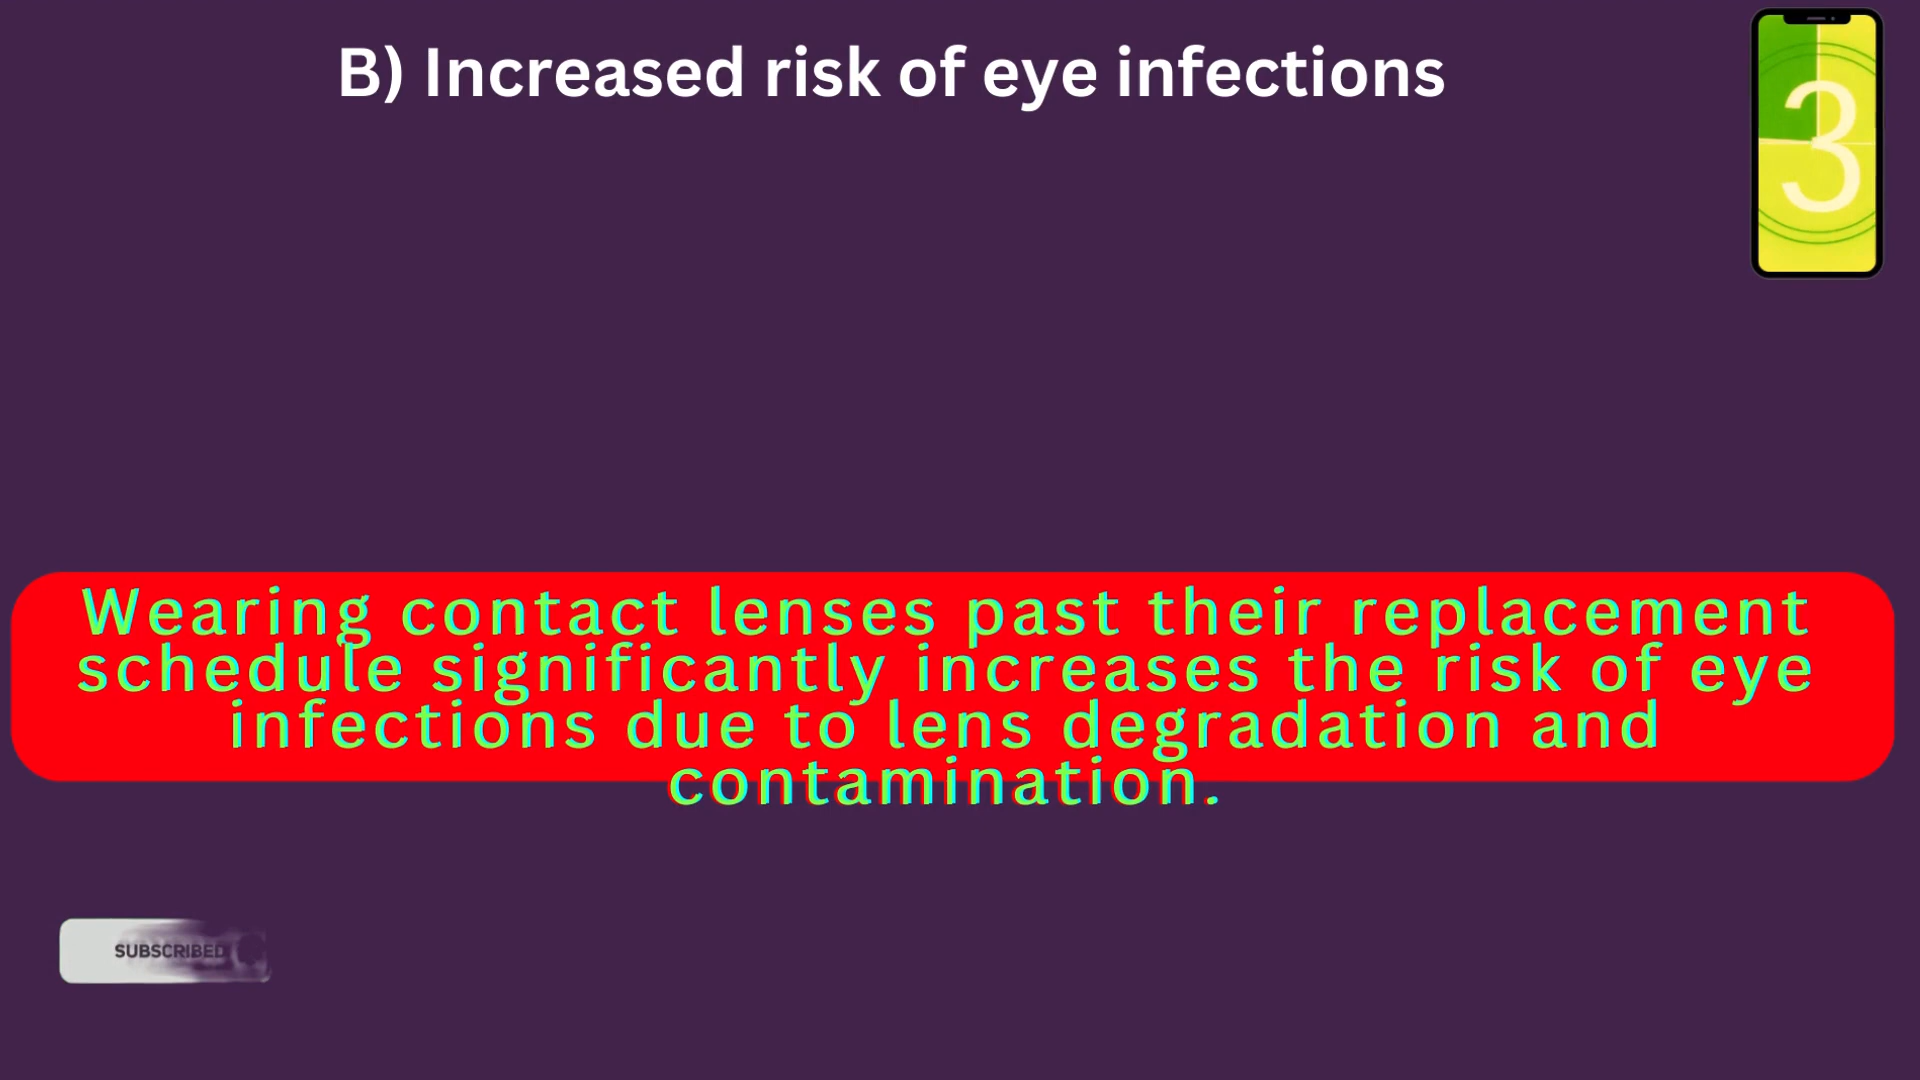 B) Increased risk of eye infections
3
Wearing contact lenses past their replacement
schedule significantly increases the risk of eye
infections due to lens degradation and
contamination.
SUBSCRIBED